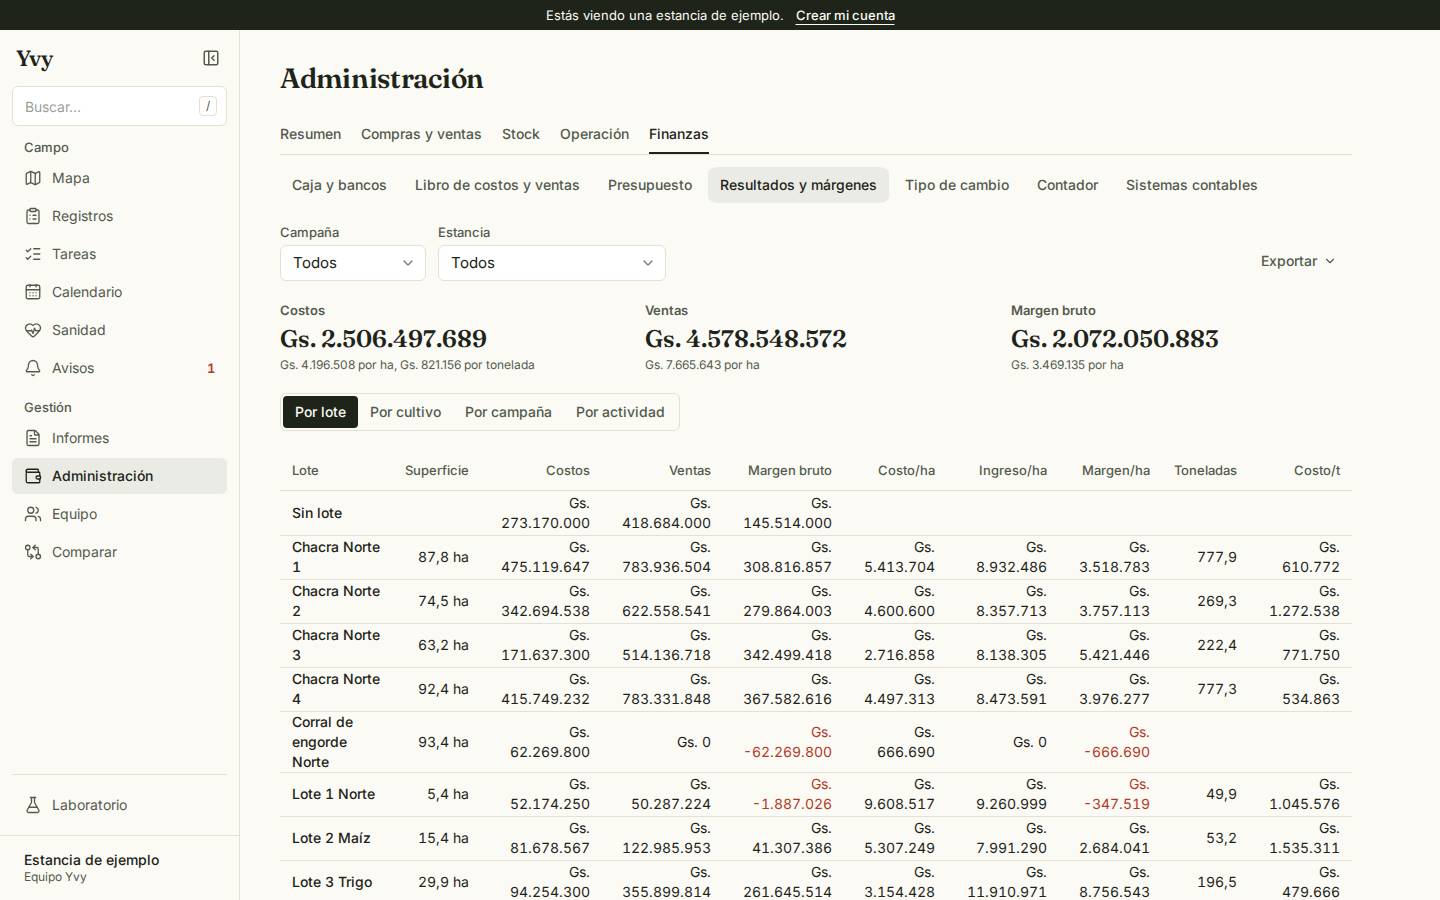 Estás viendo una estancia de ejemplo. Crear mi cuenta
Yvy
Buscar... /
Campo
Mapa
Registros
Tareas
Calendario
Sanidad
Avisos 1
Gestión
Informes
Administración
Equipo
Comparar
Laboratorio
Estancia de ejemplo
Equipo Yvy
Administración
Resumen Compras y ventas Stock Operación Finanzas
Caja y bancos Libro de costos y ventas Presupuesto Resultados y márgenes Tipo de cambio Contador Sistemas contables
Campaña Estancia
Todos Todos Exportar
Costos Ventas Margen bruto
Gs. 2.506.497.689 Gs. 4.578.548.572 Gs. 2.072.050.883
Gs. 4.196.508 por ha, Gs. 821.156 por tonelada Gs. 7.665.643 por ha Gs. 3.469.135 por ha
Por lote Por cultivo Por campaña Por actividad
Lote Superficie Costos Ventas Margen bruto Costo/ha Ingreso/ha Margen/ha Toneladas Costo/t
Sin lote Gs. 273.170.000 Gs. 418.684.000 Gs. 145.514.000
Chacra Norte 1 87,8 ha Gs. 475.119.647 Gs. 783.936.504 Gs. 308.816.857 Gs. 5.413.704 Gs. 8.932.486 Gs. 3.518.783 777,9 Gs. 610.772
Chacra Norte 2 74,5 ha Gs. 342.694.538 Gs. 622.558.541 Gs. 279.864.003 Gs. 4.600.600 Gs. 8.357.713 Gs. 3.757.113 269,3 Gs. 1.272.538
Chacra Norte 3 63,2 ha Gs. 171.637.300 Gs. 514.136.718 Gs. 342.499.418 Gs. 2.716.858 Gs. 8.138.305 Gs. 5.421.446 222,4 Gs. 771.750
Chacra Norte 4 92,4 ha Gs. 415.749.232 Gs. 783.331.848 Gs. 367.582.616 Gs. 4.497.313 Gs. 8.473.591 Gs. 3.976.277 777,3 Gs. 534.863
Corral de engorde Norte 93,4 ha Gs. 62.269.800 Gs. 0 Gs. -62.269.800 Gs. 666.690 Gs. 0 Gs. -666.690
Lote 1 Norte 5,4 ha Gs. 52.174.250 Gs. 50.287.224 Gs. -1.887.026 Gs. 9.608.517 Gs. 9.260.999 Gs. -347.519 49,9 Gs. 1.045.576
Lote 2 Maíz 15,4 ha Gs. 81.678.567 Gs. 122.985.953 Gs. 41.307.386 Gs. 5.307.249 Gs. 7.991.290 Gs. 2.684.041 53,2 Gs. 1.535.311
Lote 3 Trigo 29,9 ha Gs. 94.254.300 Gs. 355.899.814 Gs. 261.645.514 Gs. 3.154.428 Gs. 11.910.971 Gs. 8.756.543 196,5 Gs. 479.666